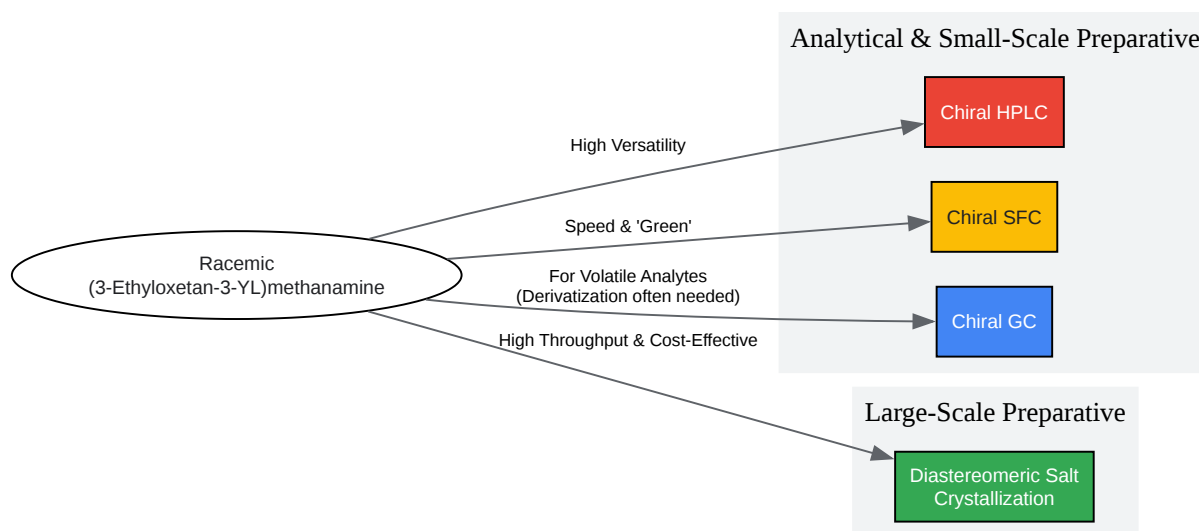 Analytical & Small-Scale Preparative
Chiral HPLC
High Versatility
Chiral SFC
Speed & 'Green'
Racemic
(3-Ethyloxetan-3-YL)methanamine
For Volatile Analytes
(Derivatization often needed)
Chiral GC
High Throughput & Cost-Effective
Large-Scale Preparative
Diastereomeric Salt
Crystallization